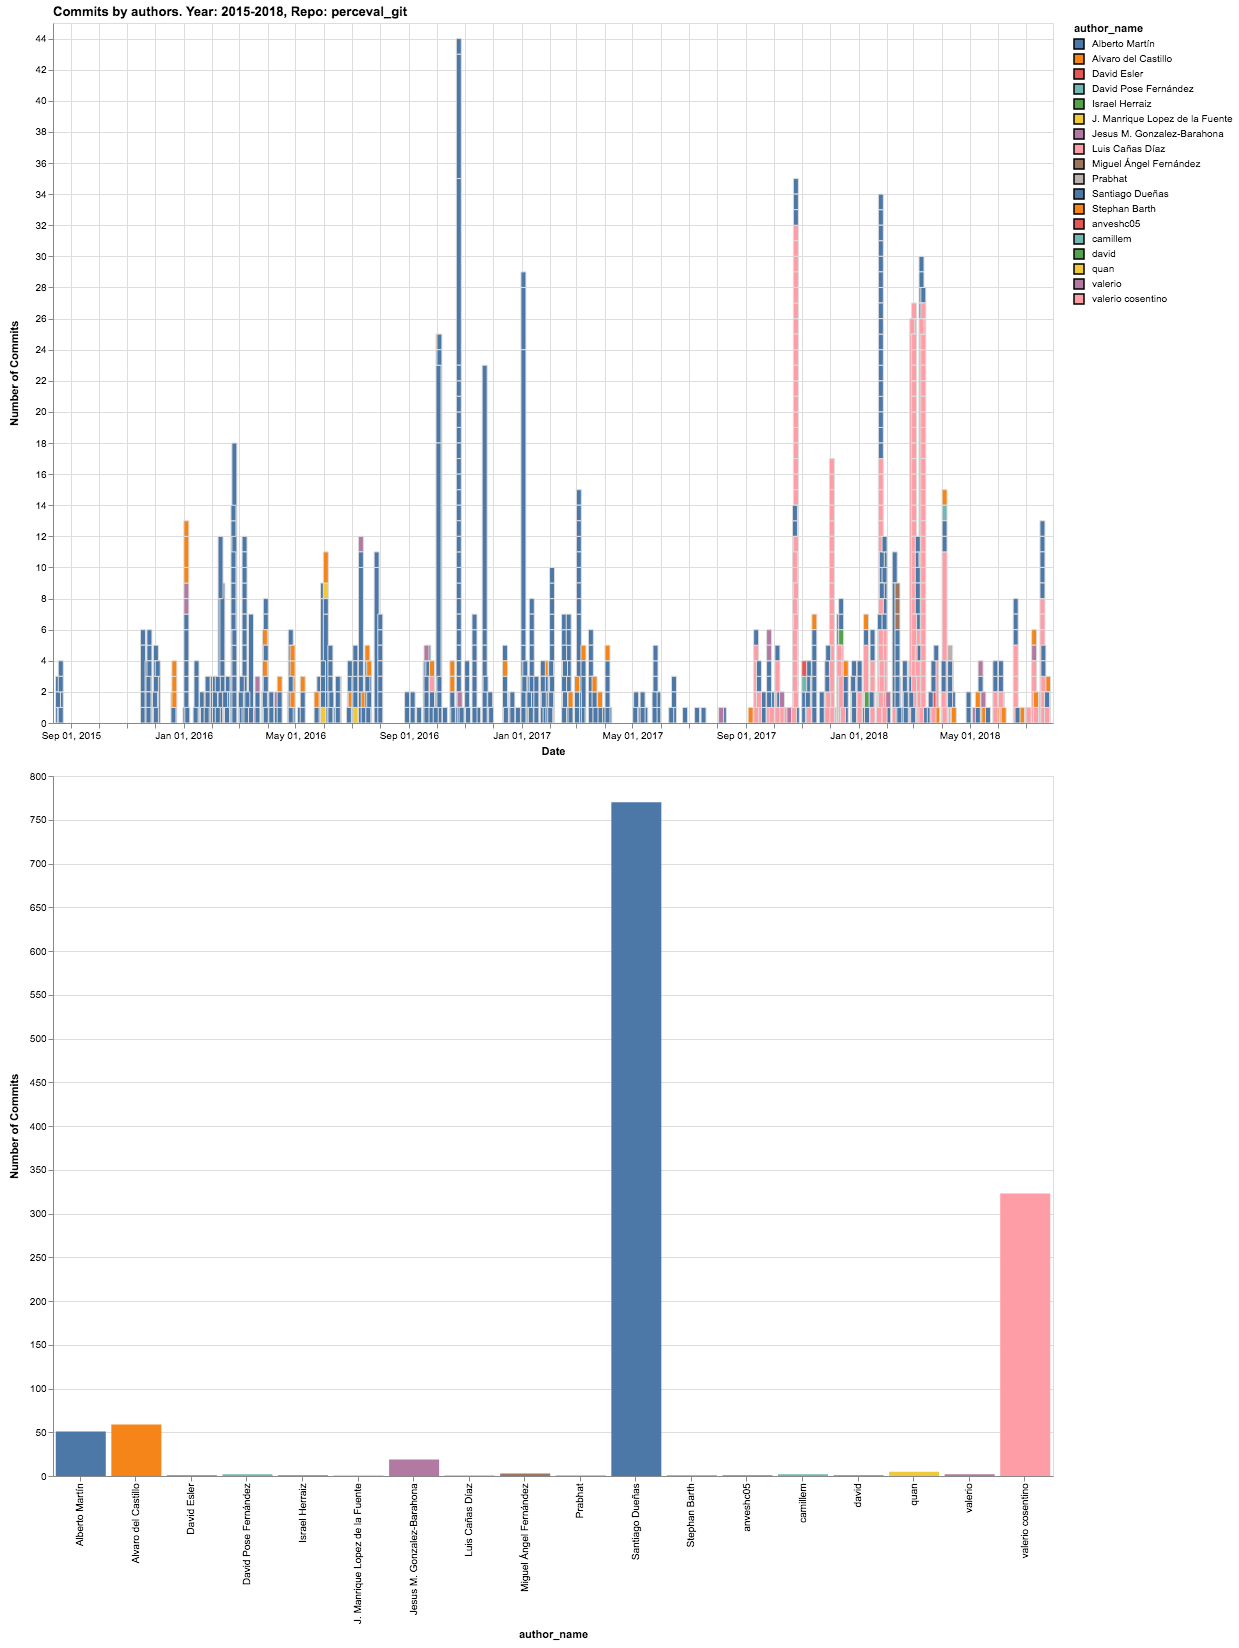 Commits by authors. Year: 2015-2018, Repo: perceval_git
44
42
40
38
36
34
32
30
28
26
24
22
20
18
16
14
12
10
8
6
4
2
0
Number of Commits
Sep 01, 2015 Jan 01, 2016 May 01, 2016 Sep 01, 2016 Jan 01, 2017 May 01, 2017 Sep 01, 2017 Jan 01, 2018 May 01, 2018
Date
author_name
Alberto Martín
Alvaro del Castillo
David Esler
David Pose Fernández
Israel Herraiz
J. Manrique Lopez de la Fuente
Jesus M. Gonzalez-Barahona
Luis Cañas Díaz
Miguel Ángel Fernández
Prabhat
Santiago Dueñas
Stephan Barth
anveshc05
camillem
david
quan
valerio
valerio cosentino
800
750
700
650
600
550
500
450
400
350
300
250
200
150
100
50
0
Number of Commits
Alberto Martín
Alvaro del Castillo
David Esler
David Pose Fernández
Israel Herraiz
J. Manrique Lopez de la Fuente
Jesus M. Gonzalez-Barahona
Luis Cañas Díaz
Miguel Ángel Fernández
Prabhat
Santiago Dueñas
Stephan Barth
anveshc05
camillem
david
quan
valerio
valerio cosentino
author_name